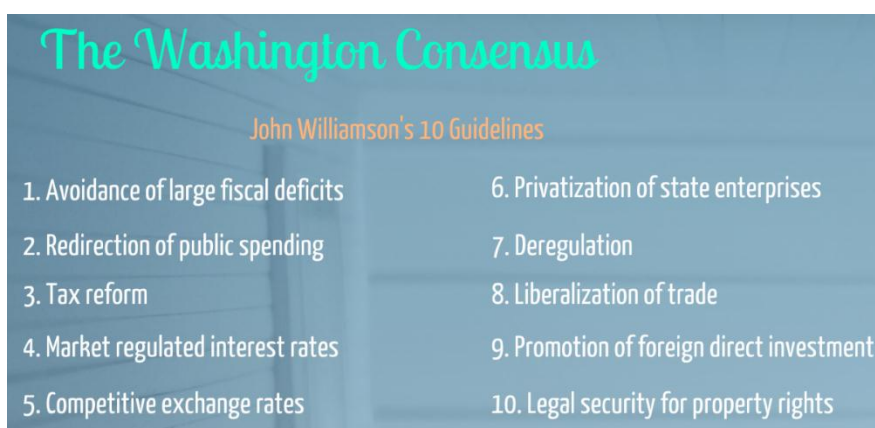 The Washington Consensus
John Williamson's 10 Guidelines
1. Avoidance of large fiscal deficits
2. Redirection of public spending
3. Tax reform
4. Market regulated interest rates
5. Competitive exchange rates
6. Privatization of state enterprises
7. Deregulation
8. Liberalization of trade
9. Promotion of foreign direct investment
10. Legal security for property rights